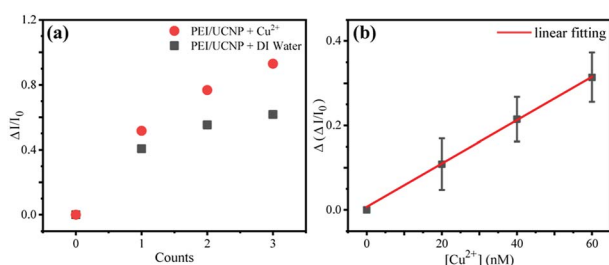 (a)
PEI/UCNP + Cu²⁺
PEI/UCNP + DI Water
1.2
0.8
0.4
0.0
ΔI/I₀
0 1 2 3
Counts
(b)
linear fitting
0.4
0.2
0.0
Δ (ΔI/I₀)
0 20 40 60
[Cu²⁺] (nM)